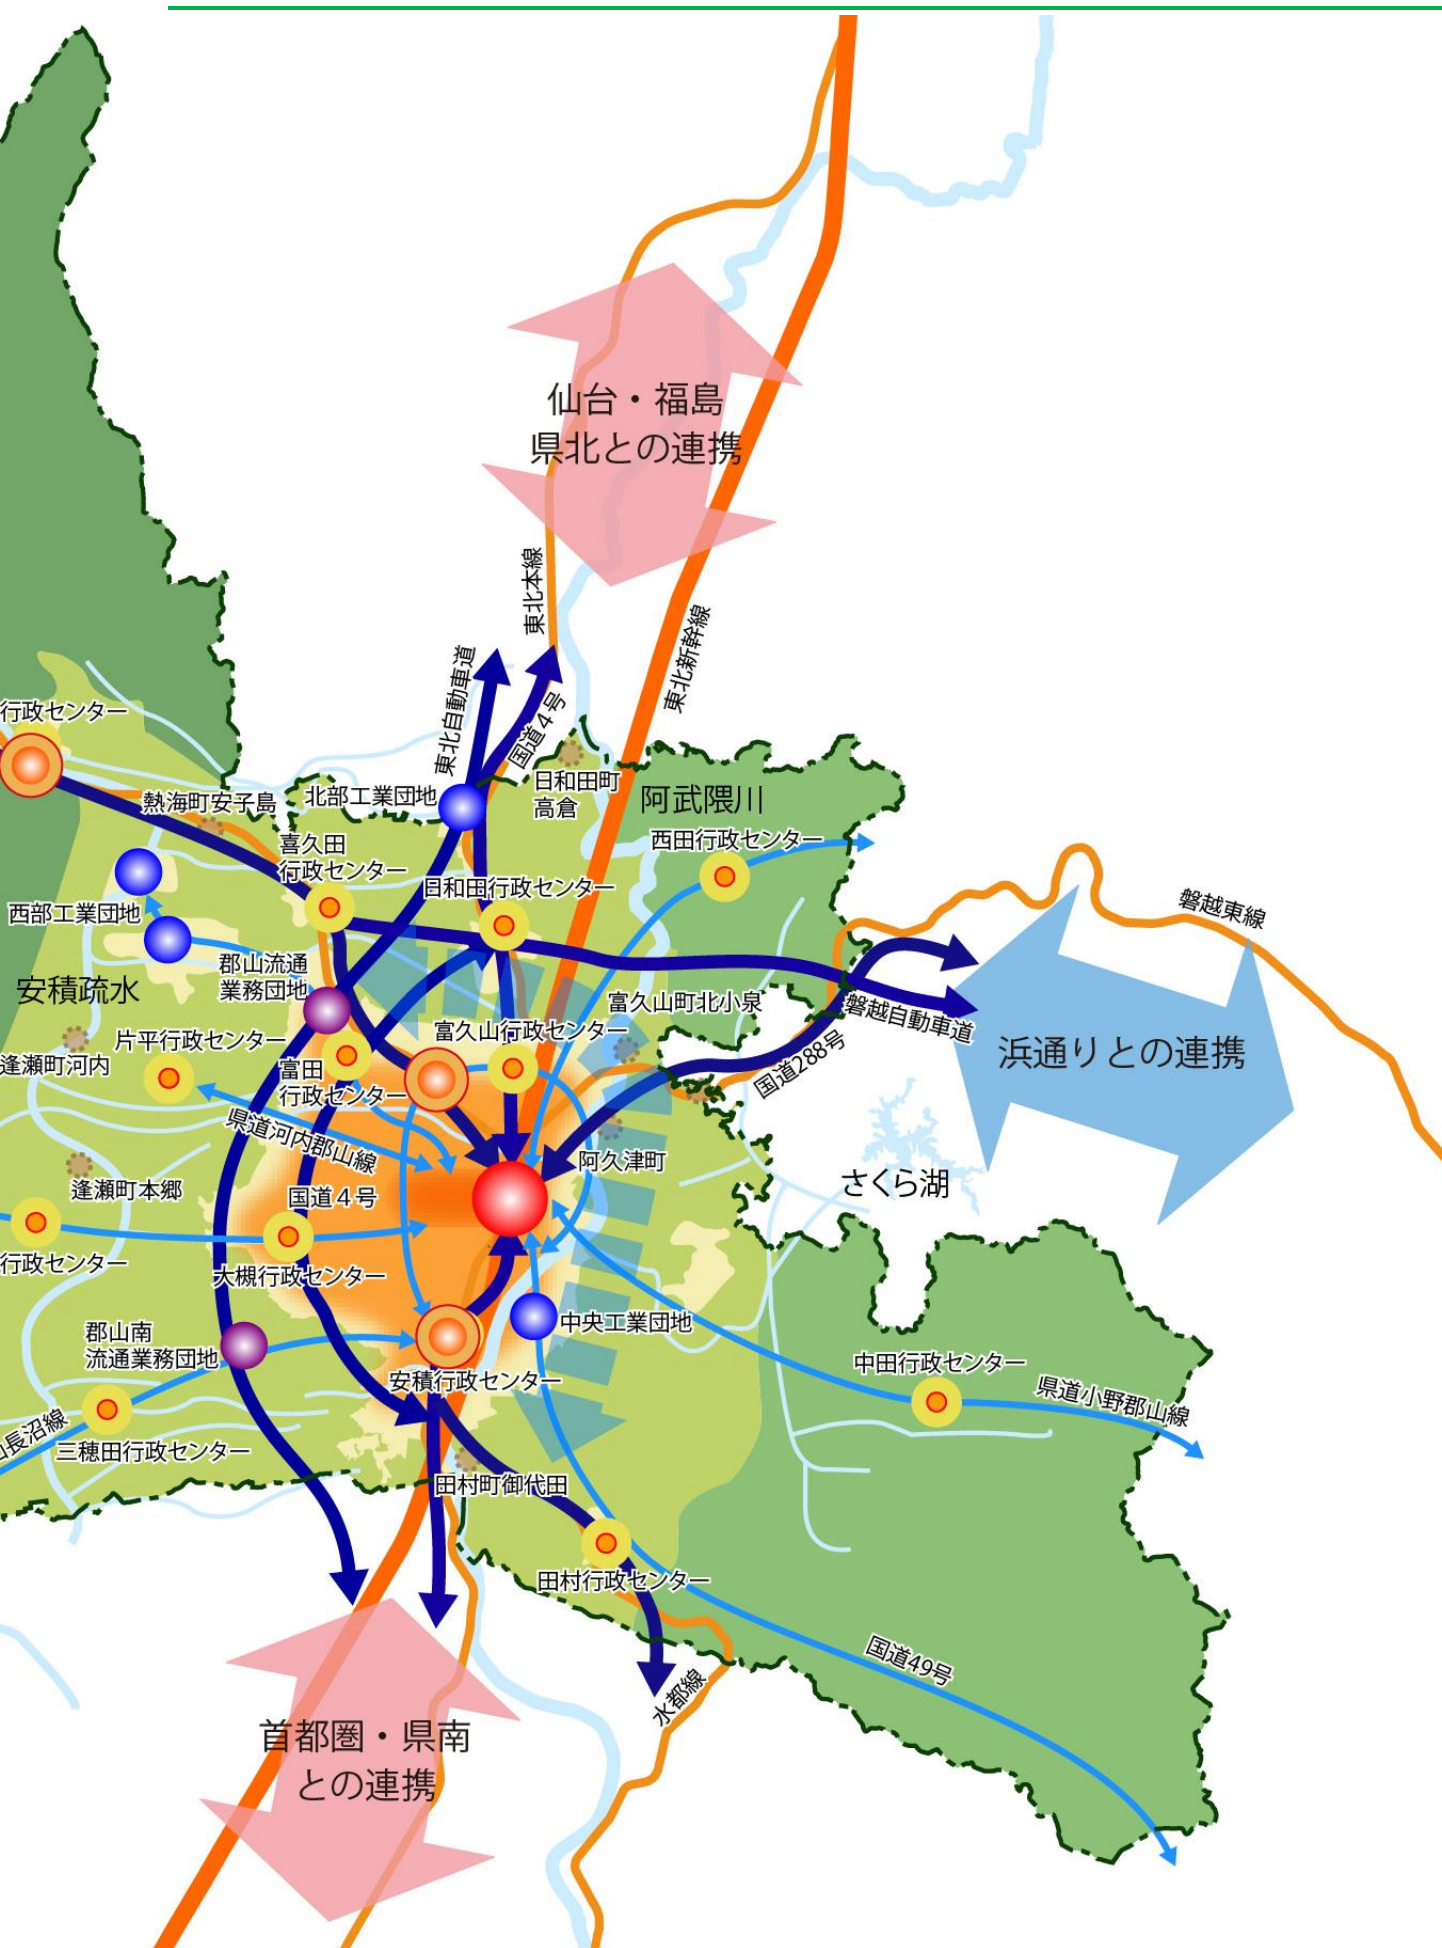 仙台・福島
県北との連携
東北本線
東北新幹線
東北自動車道
国道4号
行政センター
熱海町安子島
北部工業団地
日和田町
高倉
阿武隈川
喜久田
行政センター
西田行政センター
日和田行政センター
西部工業団地
磐越東線
郡山流通
業務団地
安積疏水
富久山町北小泉
磐越自動車道
片平行政センター
富久山行政センター
浜通りとの連携
逢瀬町河内
富田
行政センター
国道288号
県道河内郡山線
阿久津町
さくら湖
逢瀬町本郷
国道4号
行政センター
大槻行政センター
中央工業団地
郡山南
流通業務団地
安積行政センター
中田行政センター
県道小野郡山線
長沼線
三穂田行政センター
田村町御代田
田村行政センター
国道49号
水都線
首都圏・県南
との連携